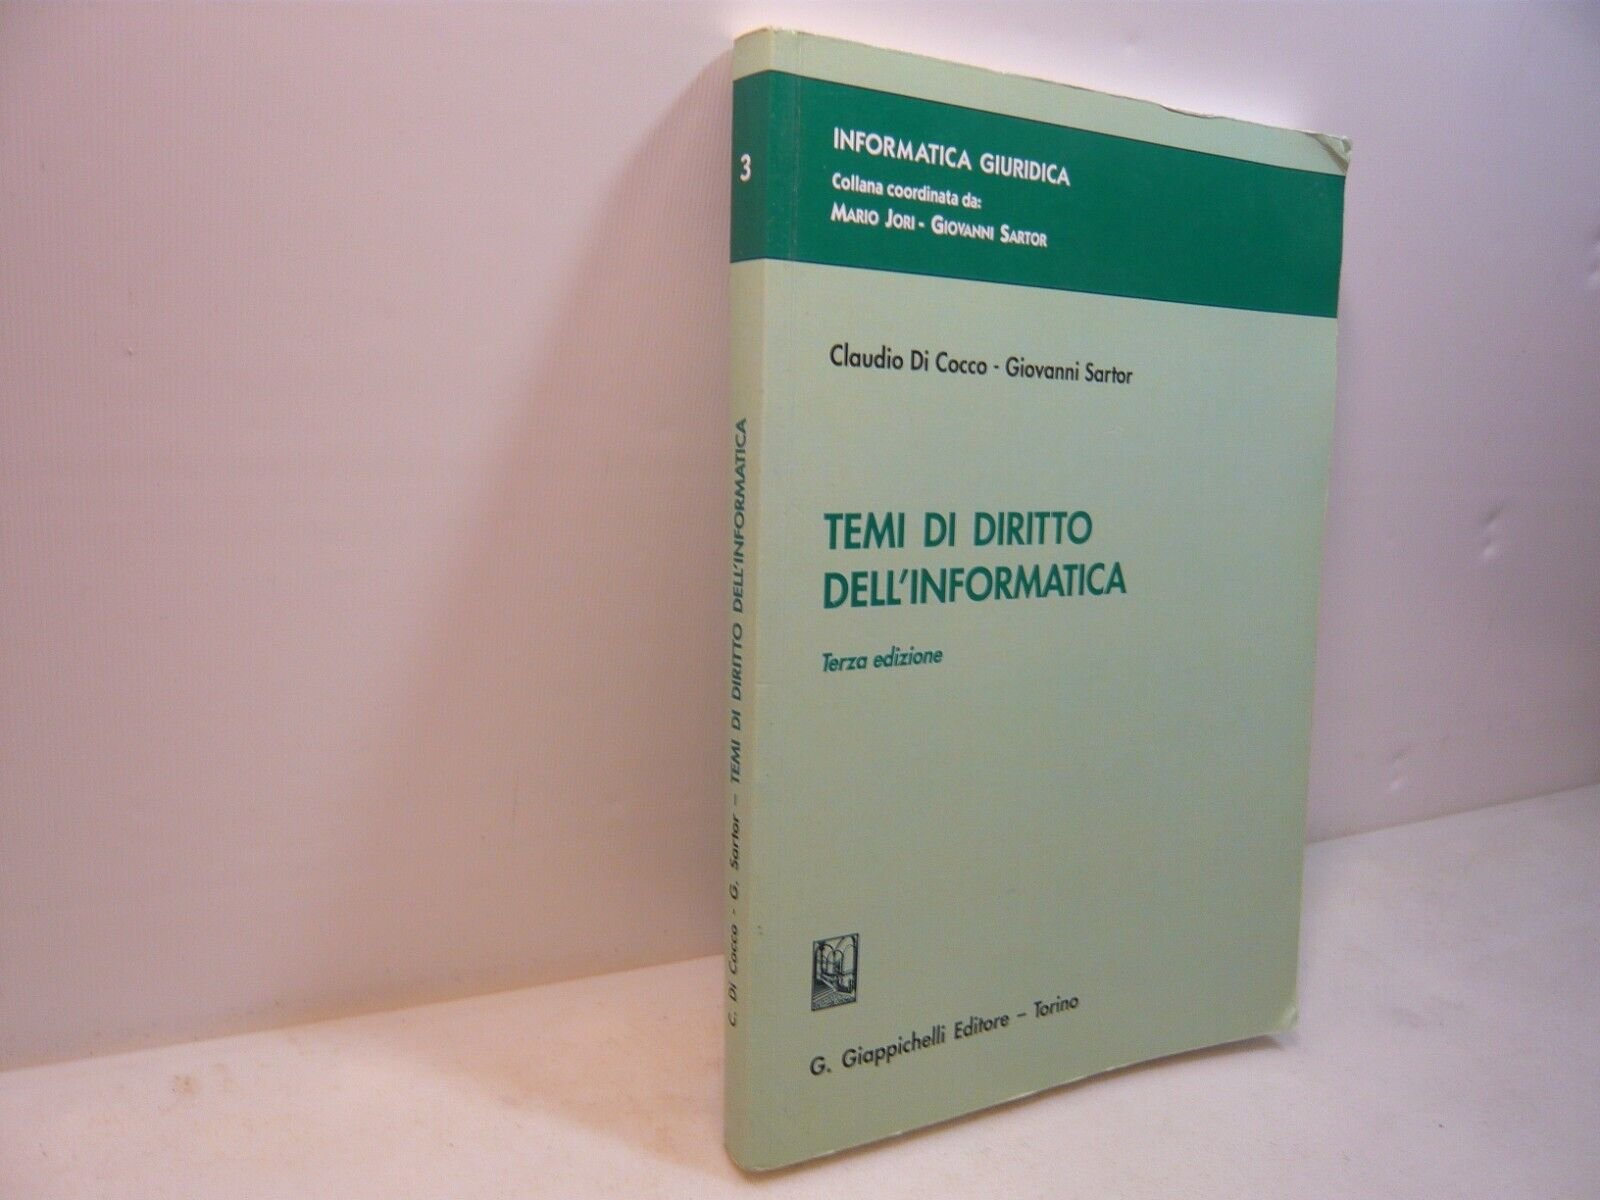 3
C. Di Cocco - G. Sartor – TEMI DI DIRITTO DELL'INFORMATICA
INFORMATICA GIURIDICA
Collana coordinata da:
MARIO JORI - GIOVANNI SARTOR
Claudio Di Cocco - Giovanni Sartor
TEMI DI DIRITTO
DELL'INFORMATICA
Terza edizione
G. Giappichelli Editore – Torino